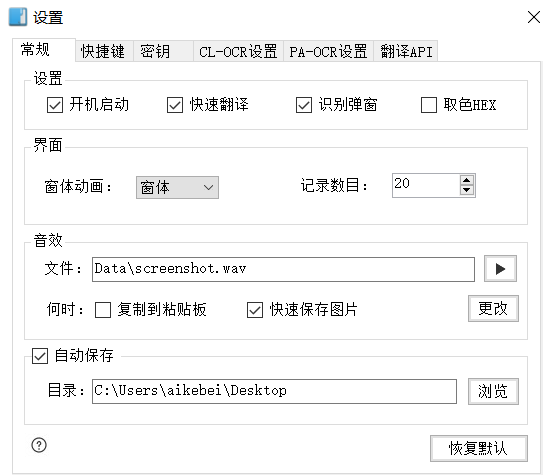 设置
常规 快捷键 密钥 CL-OCR设置 PA-OCR设置 翻译API
设置
开机启动 快速翻译 识别弹窗 取色HEX
界面
窗体动画： 窗体 记录数目： 20
音效
文件： Data\screenshot.wav
何时： 复制到粘贴板 快速保存图片 更改
自动保存
目录： C:\Users\aikebei\Desktop 浏览
恢复默认